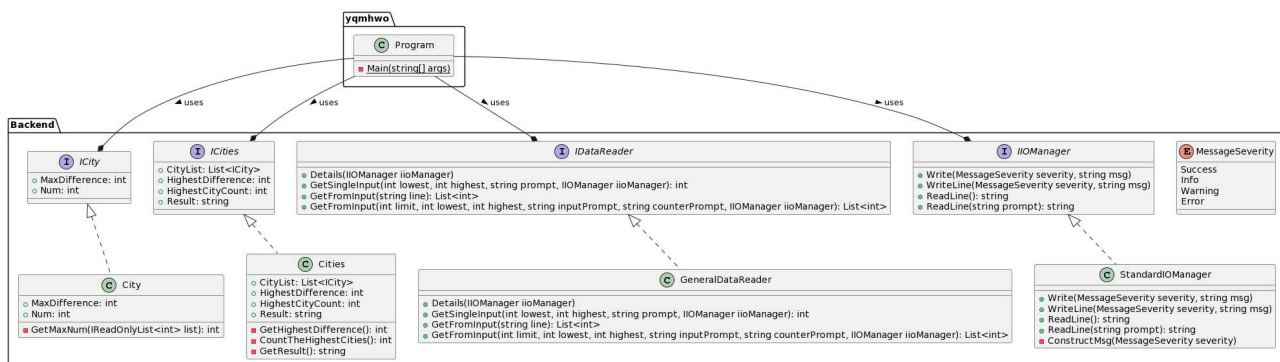 yqmhwo
C Program
Main(string[] args)
uses
uses
uses
uses
Backend
I ICity
MaxDifference: int
Num: int
I ICities
CityList: List<ICity>
HighestDifference: int
HighestCityCount: int
Result: string
I IDataReader
Details(IIOManager iioManager)
GetSingleInput(int lowest, int highest, string prompt, IIOManager iioManager): int
GetFromInput(string line): List<int>
GetFromInput(int limit, int lowest, int highest, string inputPrompt, string counterPrompt, IIOManager iioManager): List<int>
I IIOManager
Write(MessageSeverity severity, string msg)
WriteLine(MessageSeverity severity, string msg)
ReadLine(): string
ReadLine(string prompt): string
E MessageSeverity
Success
Info
Warning
Error
C City
MaxDifference: int
Num: int
GetMaxNum(IReadOnlyList<int> list): int
C Cities
CityList: List<ICity>
HighestDifference: int
HighestCityCount: int
Result: string
GetHighestDifference(): int
CountTheHighestCities(): int
GetResult(): string
C GeneralDataReader
Details(IIOManager iioManager)
GetSingleInput(int lowest, int highest, string prompt, IIOManager iioManager): int
GetFromInput(string line): List<int>
GetFromInput(int limit, int lowest, int highest, string inputPrompt, string counterPrompt, IIOManager iioManager): List<int>
C StandardIOManager
Write(MessageSeverity severity, string msg)
WriteLine(MessageSeverity severity, string msg)
ReadLine(): string
ReadLine(string prompt): string
ConstructMsg(MessageSeverity severity)